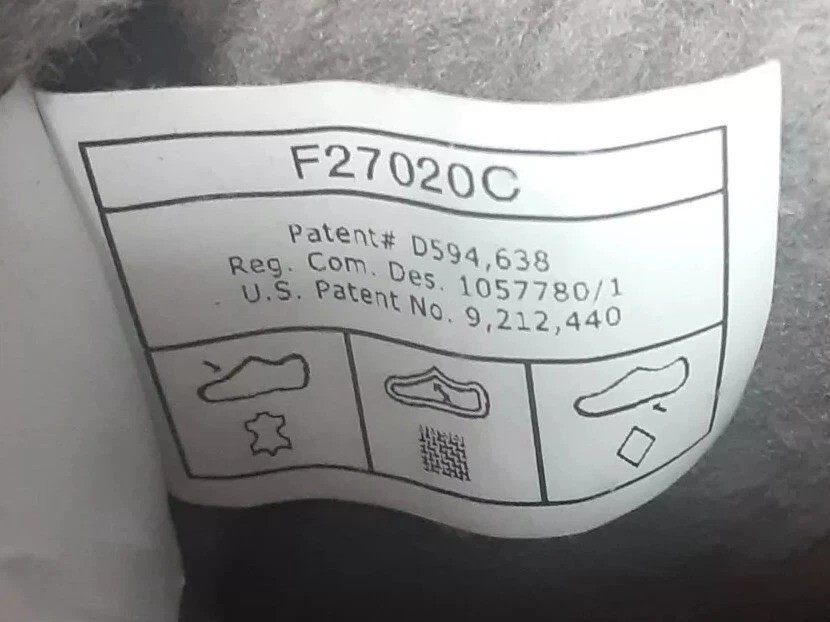 F27020C
Patent# D594,638
Reg. Com. Des. 1057780/1
U.S. Patent No. 9,212,440